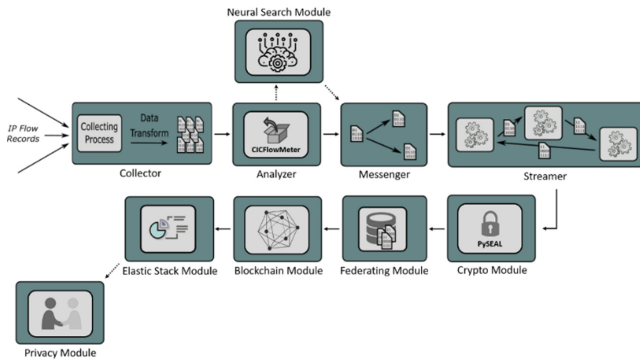 Neural Search Module
IP Flow
Records
Collecting
Process
Data
Transform
Collector
CICFlowMeter
Analyzer
Messenger
Streamer
Elastic Stack Module
Blockchain Module
Federating Module
PySEAL
Crypto Module
Privacy Module